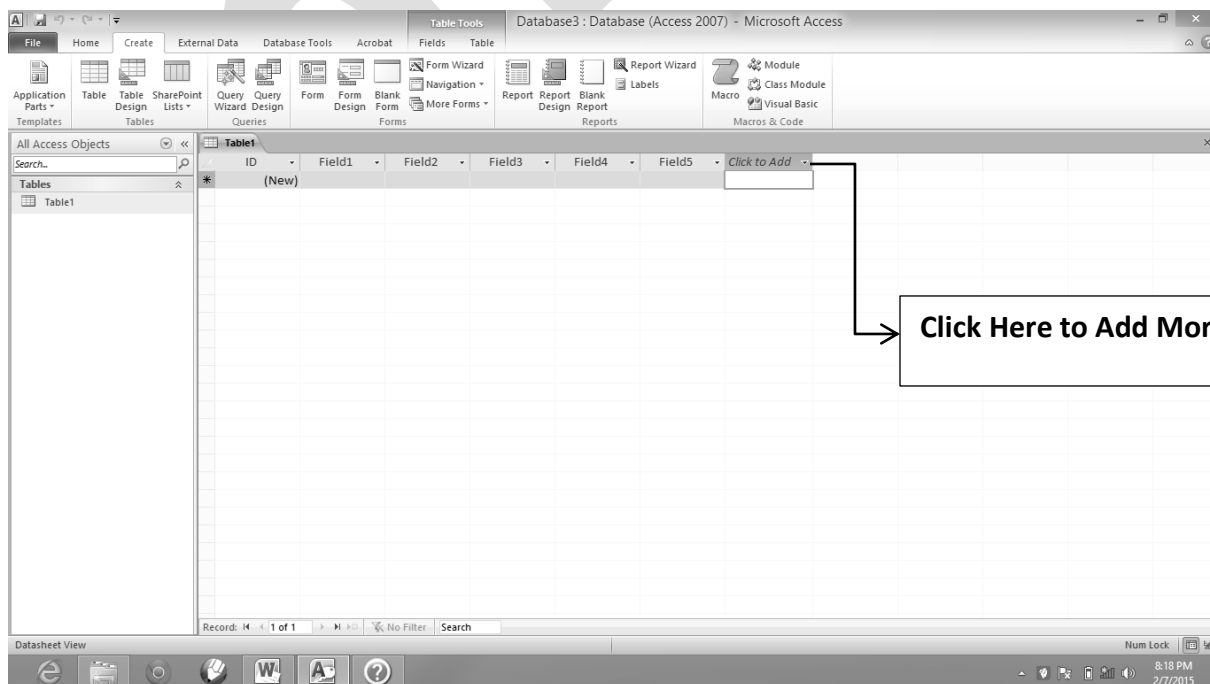 Table Tools Database3 : Database (Access 2007) - Microsoft Access
File Home Create External Data Database Tools Acrobat Fields Table
Application Parts
Table
Table Design
SharePoint Lists
Query Wizard
Query Design
Form
Form Design
Blank Form
Form Wizard
Navigation
More Forms
Report
Report Design
Blank Report
Report Wizard
Labels
Macro
Module
Class Module
Visual Basic
Templates Tables Queries Forms Reports Macros & Code
All Access Objects
Search...
Tables
Table1
Table1
ID Field1 Field2 Field3 Field4 Field5 Click to Add
* (New)
Click Here to Add Mor
Record: 1 of 1 No Filter Search
Datasheet View Num Lock
8:18 PM
2/7/2015